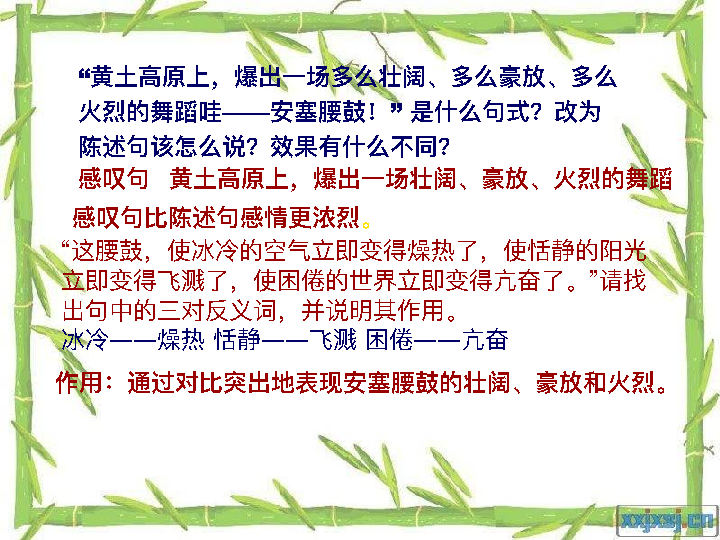 “黄土高原上，爆出一场多么壮阔、多么豪放、多么
火烈的舞蹈哇——安塞腰鼓！” 是什么句式？改为
陈述句该怎么说？效果有什么不同？
感叹句 黄土高原上，爆出一场壮阔、豪放、火烈的舞蹈
感叹句比陈述句感情更浓烈。
“这腰鼓，使冰冷的空气立即变得燥热了，使恬静的阳光
立即变得飞溅了，使困倦的世界立即变得亢奋了。”请找
出句中的三对反义词，并说明其作用。
冰冷——燥热 恬静——飞溅 困倦——亢奋
作用：通过对比突出地表现安塞腰鼓的壮阔、豪放和火烈。
xxjxsj.cn